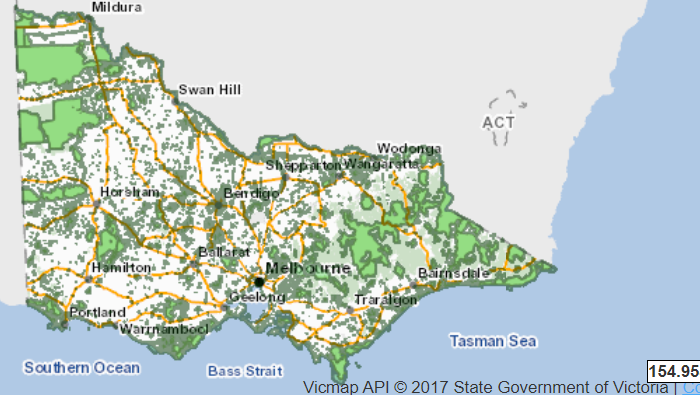 Mildura
Swan Hill
ACT
Wodonga
Shepparton
Wangaratta
Horsham
Bendigo
Ballarat
Melbourne
Hamilton
Bairnsdale
Geelong
Traralgon
Portland
Warrnambool
Tasman Sea
Southern Ocean
Bass Strait
154.95
Vicmap API © 2017 State Government of Victoria | Co